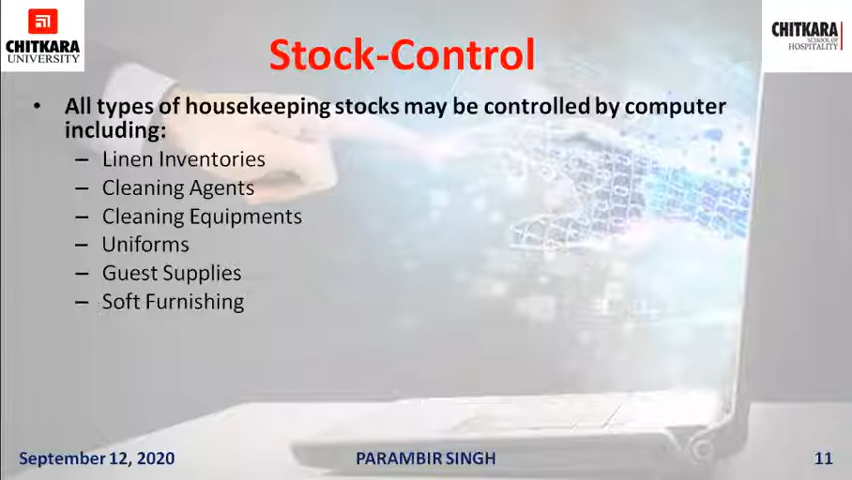 CHITKARA
UNIVERSITY
CHITKARA
SCHOOL OF
HOSPITALITY
Stock-Control
• All types of housekeeping stocks may be controlled by computer
including:
– Linen Inventories
– Cleaning Agents
– Cleaning Equipments
– Uniforms
– Guest Supplies
– Soft Furnishing
September 12, 2020
PARAMBIR SINGH
11